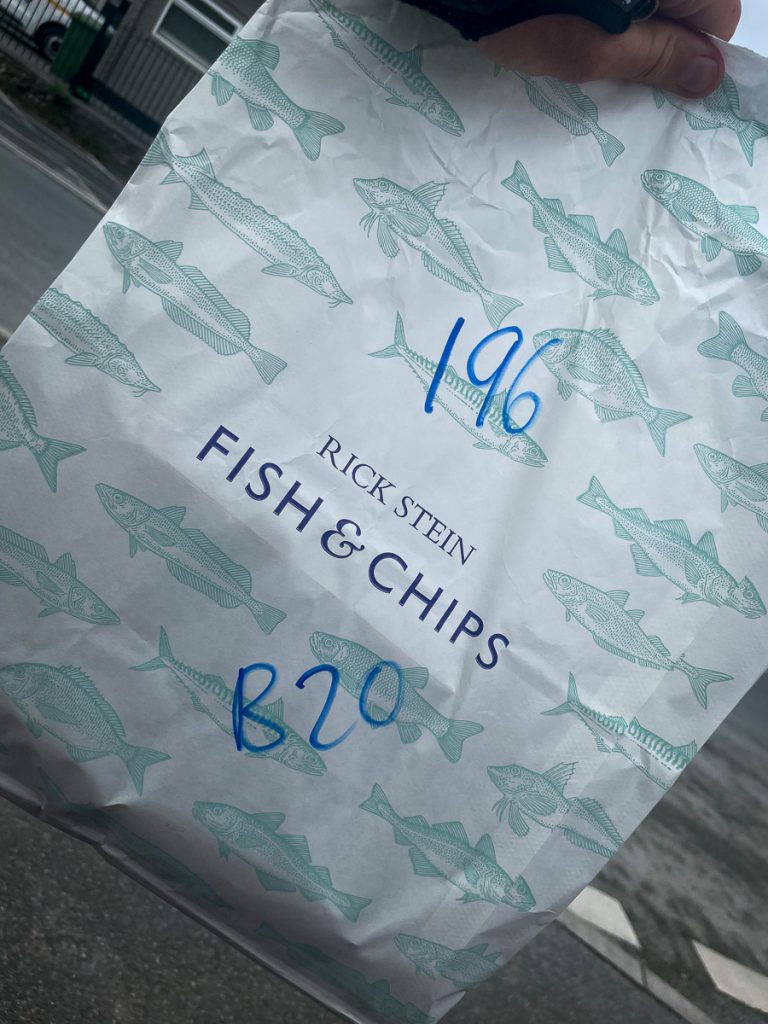 196
RICK STEIN
FISH & CHIPS
B20